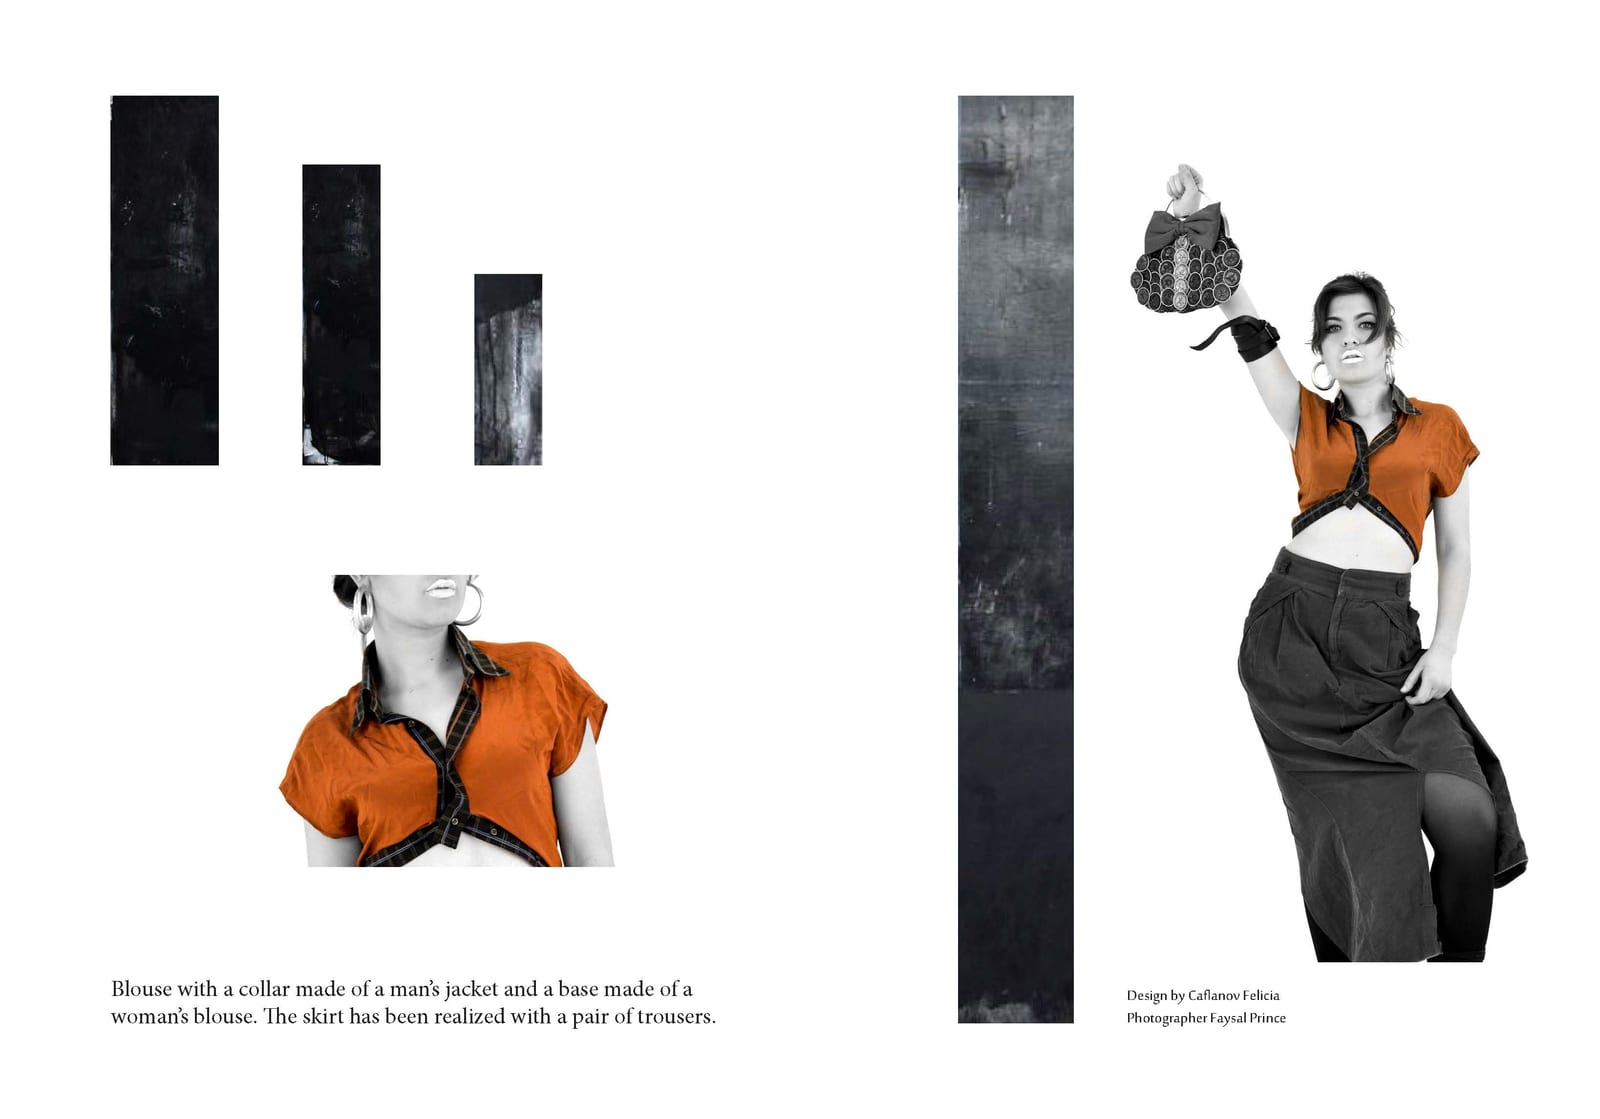 Blouse with a collar made of a man’s jacket and a base made of a
woman’s blouse. The skirt has been realized with a pair of trousers.
Design by Caflanov Felicia
Photographer Faysal Prince